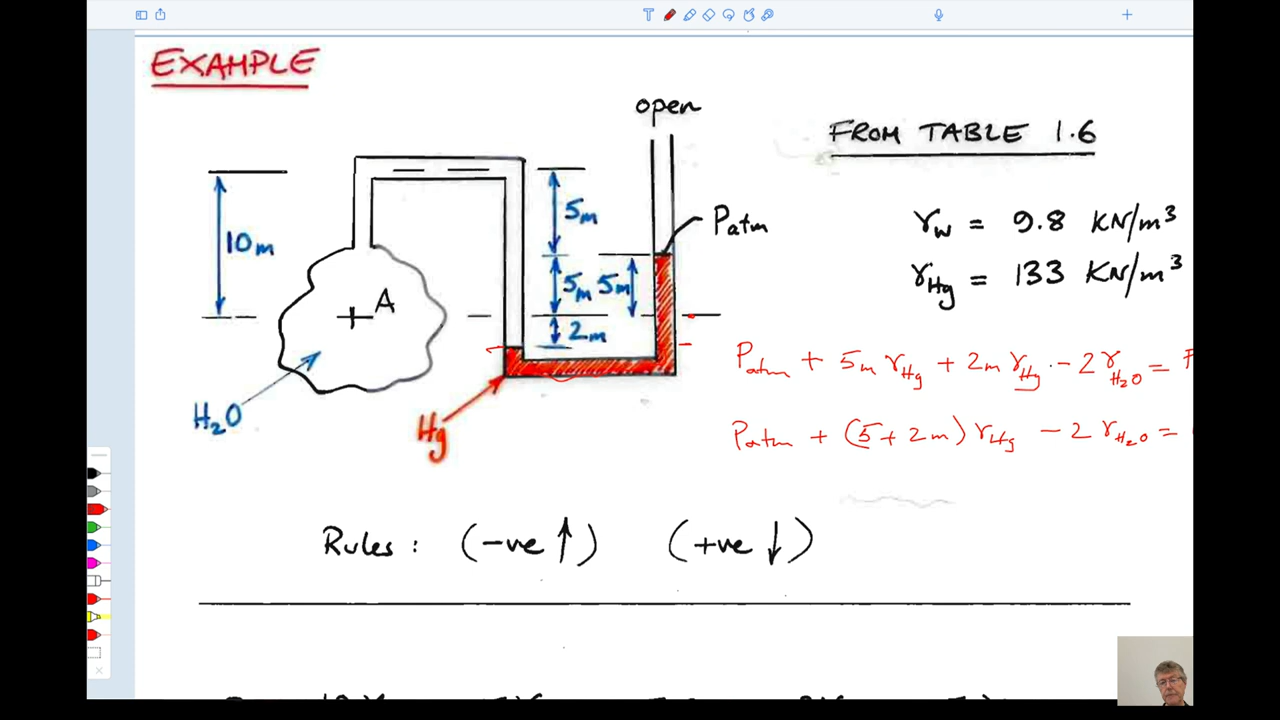 EXAMPLE
open
FROM TABLE 1.6
10m
5m
Patm
γw = 9.8 KN/m³
5m 5m
γHg = 133 KN/m³
A
2m
Patm + 5m γHg + 2m γHg - 2 γH₂O =
H₂O
Hg
Patm + (5+2m) γHg - 2 γH₂O =
Rules : (-ve ↑) (+ve ↓)